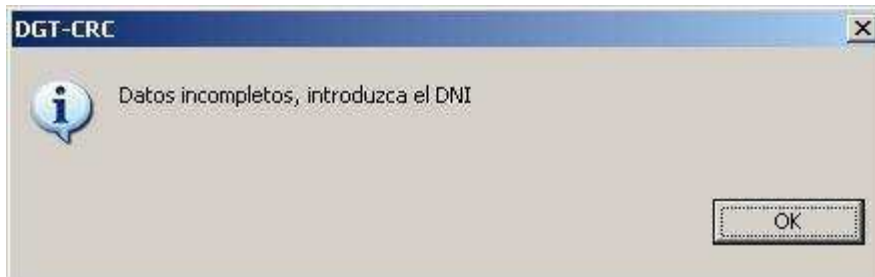 DGT-CRC
Datos incompletos, introduzca el DNI
OK